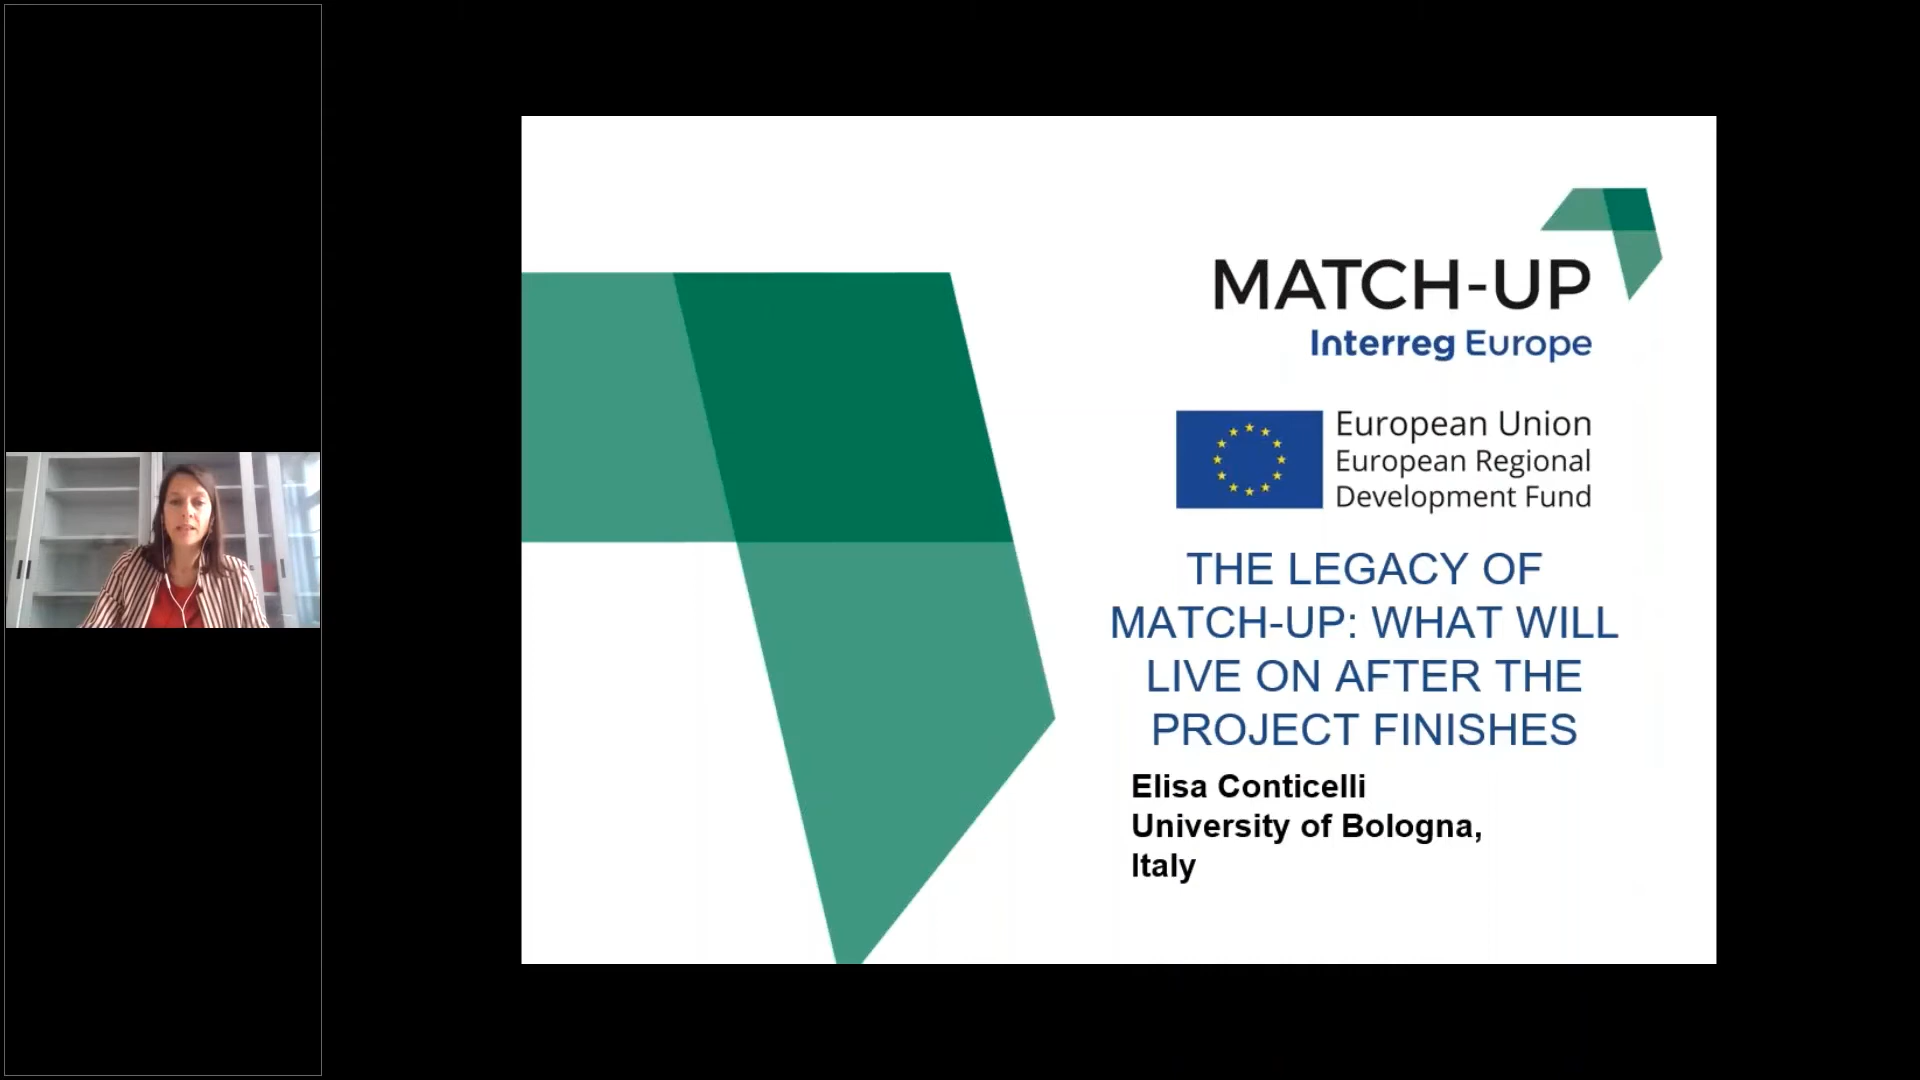 MATCH-UP
Interreg Europe
European Union
European Regional
Development Fund
THE LEGACY OF
MATCH-UP: WHAT WILL
LIVE ON AFTER THE
PROJECT FINISHES
Elisa Conticelli
University of Bologna,
Italy